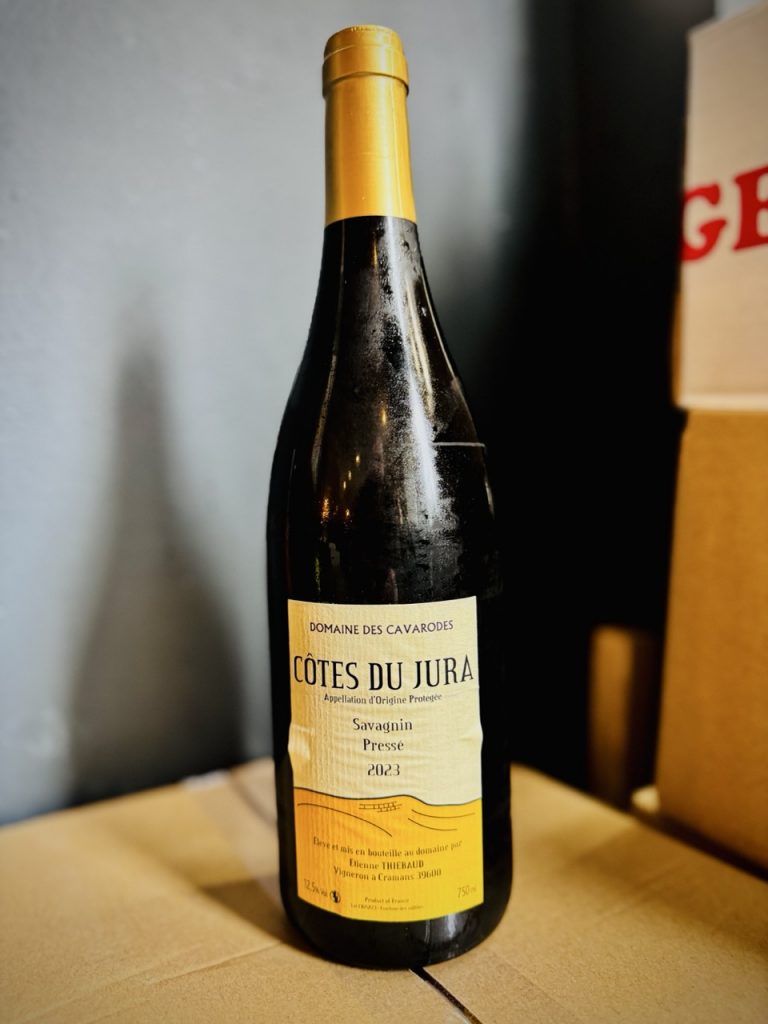 DOMAINE DES CAVARODES
CÔTES DU JURA
Appellation d'Origine Protégée
Savagnin
Pressé
2023
Élevé et mis en bouteille au domaine par
Étienne THIEBAUD
Vigneron à Cramans 39600
12,5% vol
750 ml
Product of France
GE